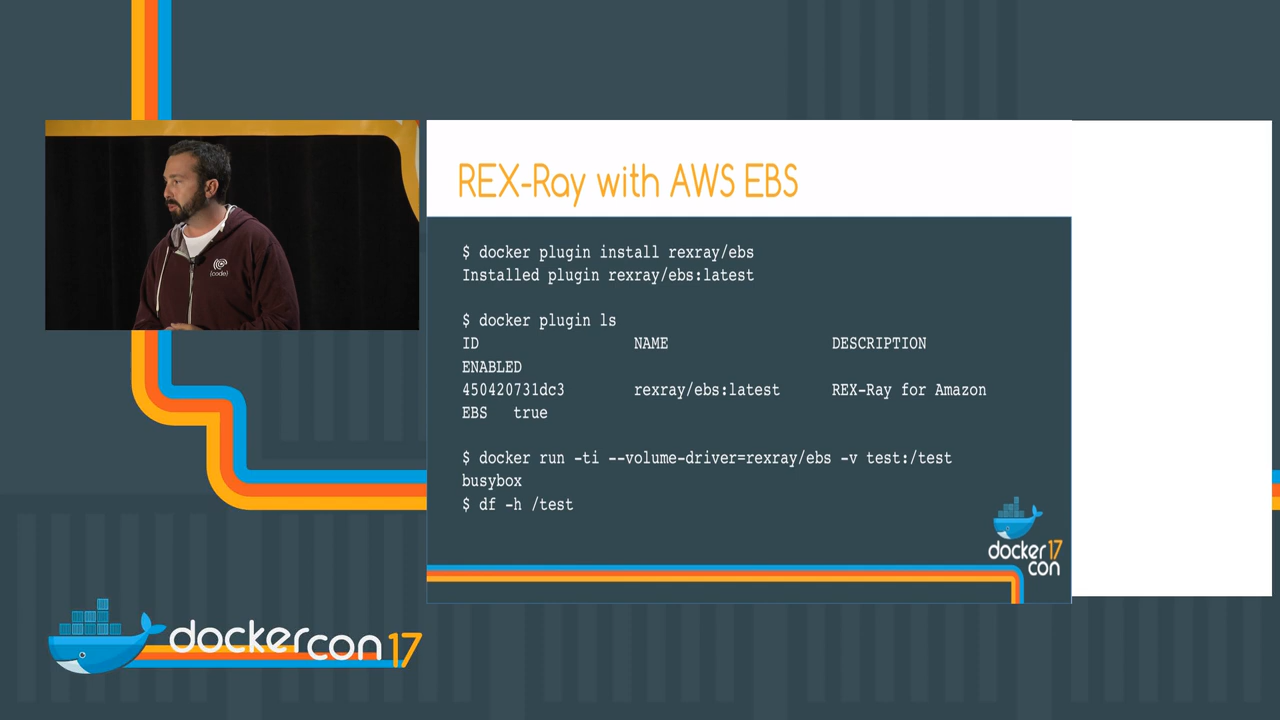 {code}
REX-Ray with AWS EBS
$ docker plugin install rexray/ebs
Installed plugin rexray/ebs:latest
$ docker plugin ls
ID NAME DESCRIPTION
ENABLED
450420731dc3 rexray/ebs:latest REX-Ray for Amazon
EBS true
$ docker run -ti --volume-driver=rexray/ebs -v test:/test
busybox
$ df -h /test
docker 17
con
dockercon 17